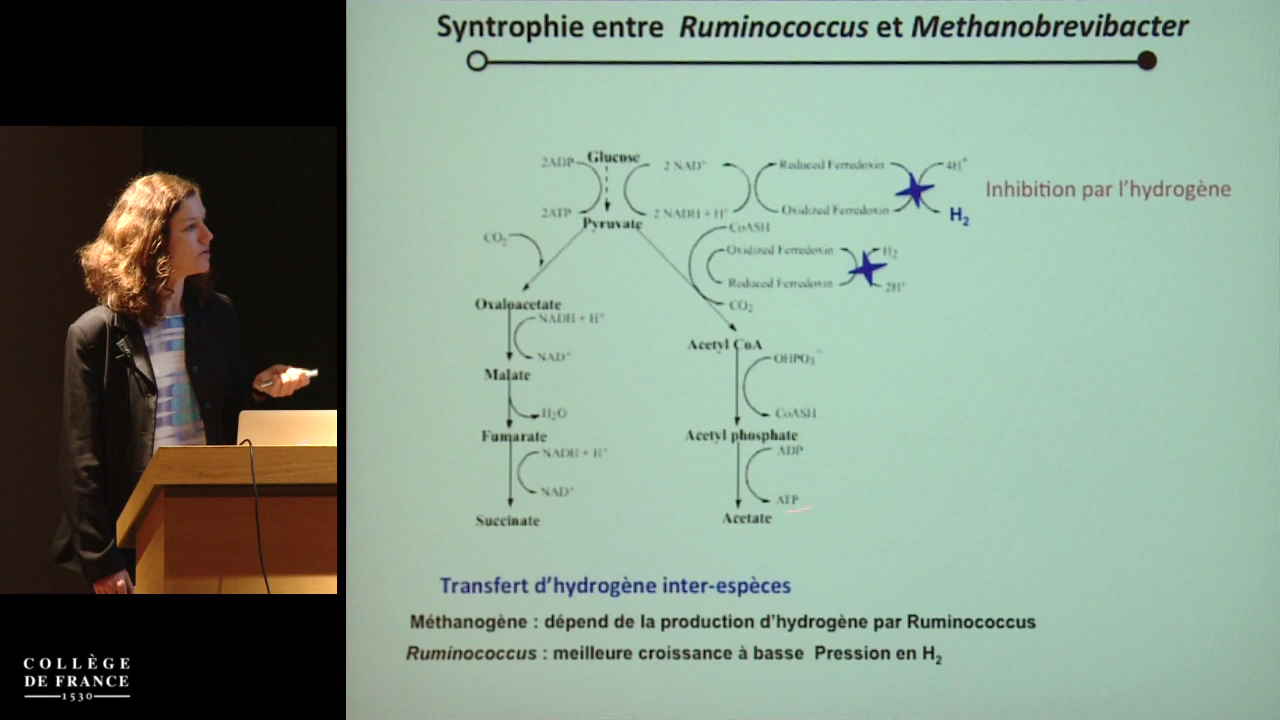 Syntrophie entre Ruminococcus et Methanobrevibacter
2ADP
Glucose
2 NAD+
Reduced Ferredoxin
4H+
Inhibition par l'hydrogène
2ATP
Pyruvate
2 NADH + H+
Oxidized Ferredoxin
H2
CO2
CoASH
Oxidized Ferredoxin
H2
Reduced Ferredoxin
2H+
CO2
Oxaloacetate
NADH + H+
NAD+
Acetyl CoA
OHPO3
Malate
H2O
CoASH
Fumarate
Acetyl phosphate
NADH + H+
ADP
NAD+
ATP
Succinate
Acetate
Transfert d'hydrogène inter-espèces
Méthanogène : dépend de la production d'hydrogène par Ruminococcus
Ruminococcus : meilleure croissance à basse Pression en H2
COLLÈGE
DE FRANCE
1530